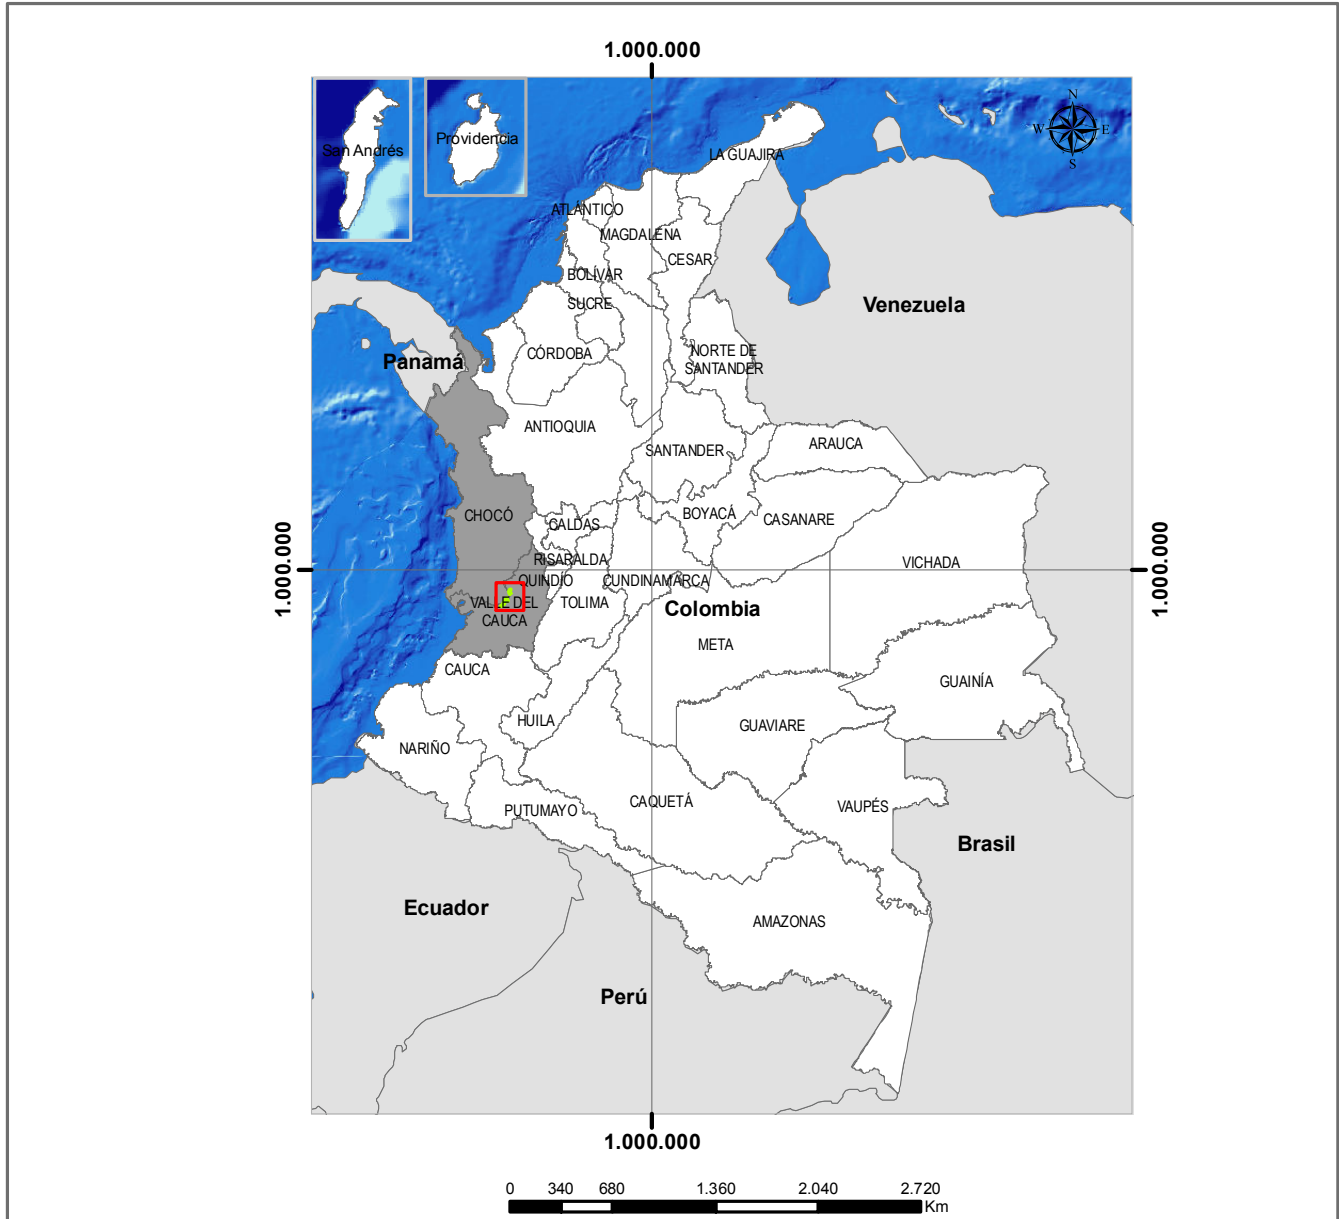 1.000.000
N
W E
S
San Andrés
Providencia
LA GUAJIRA
ATLÁNTICO
MAGDALENA
CESAR
BOLÍVAR
SUCRE
Venezuela
Panamá
CÓRDOBA
NORTE DE
SANTANDER
ANTIOQUIA
SANTANDER
ARAUCA
CHOCÓ
CALDAS
BOYACÁ
CASANARE
1.000.000
RISARALDA
VICHADA
1.000.000
QUINDÍO
CUNDINAMARCA
VALLE DEL
CAUCA
TOLIMA
Colombia
META
CAUCA
GUAINÍA
HUILA
GUAVIARE
NARIÑO
PUTUMAYO
CAQUETÁ
VAUPÉS
Brasil
Ecuador
AMAZONAS
Perú
1.000.000
0 340 680 1.360 2.040 2.720
Km